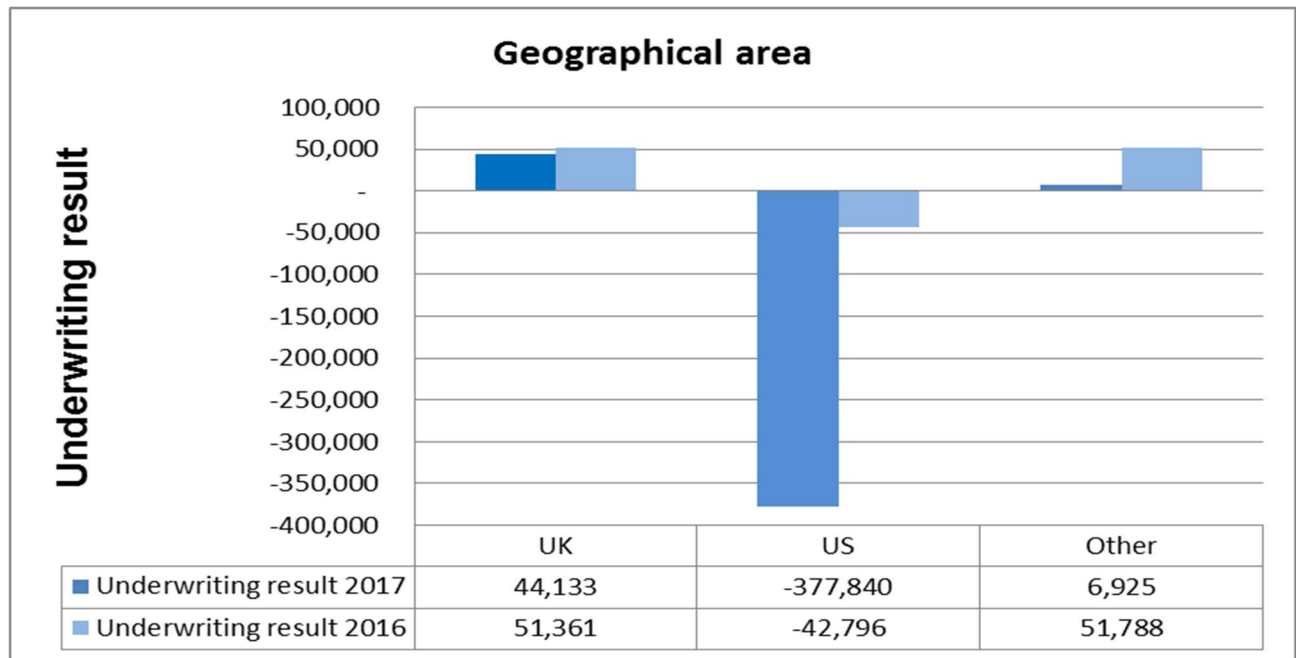 Geographical area
Underwriting result
100,000
50,000
-
-50,000
-100,000
-150,000
-200,000
-250,000
-300,000
-350,000
-400,000
UK US Other
Underwriting result 2017 44,133 -377,840 6,925
Underwriting result 2016 51,361 -42,796 51,788